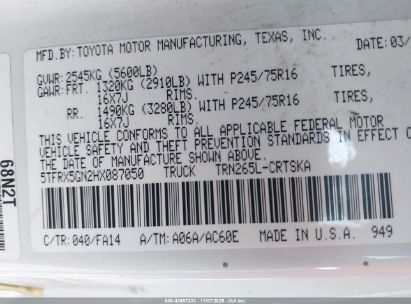 MFD.BY: TOYOTA MOTOR MANUFACTURING, TEXAS, INC.
DATE: 03/
GVWR: 2545KG (5600LB)
GAWR: FRT. 1320KG (2910LB) WITH P245/75R16 TIRES,
16X7J RIMS.
RR. 1490KG (3280LB) WITH P245/75R16 TIRES,
16X7J RIMS.
THIS VEHICLE CONFORMS TO ALL APPLICABLE FEDERAL MOTOR
VEHICLE SAFETY AND THEFT PREVENTION STANDARDS IN EFFECT O
THE DATE OF MANUFACTURE SHOWN ABOVE.
5TFRX5GN2HX087050 TRUCK TRN265L-CRTSKA
C/TR: 040/FA14 A/TM: A06A/AC60E MADE IN U.S.A. 949
68N2T